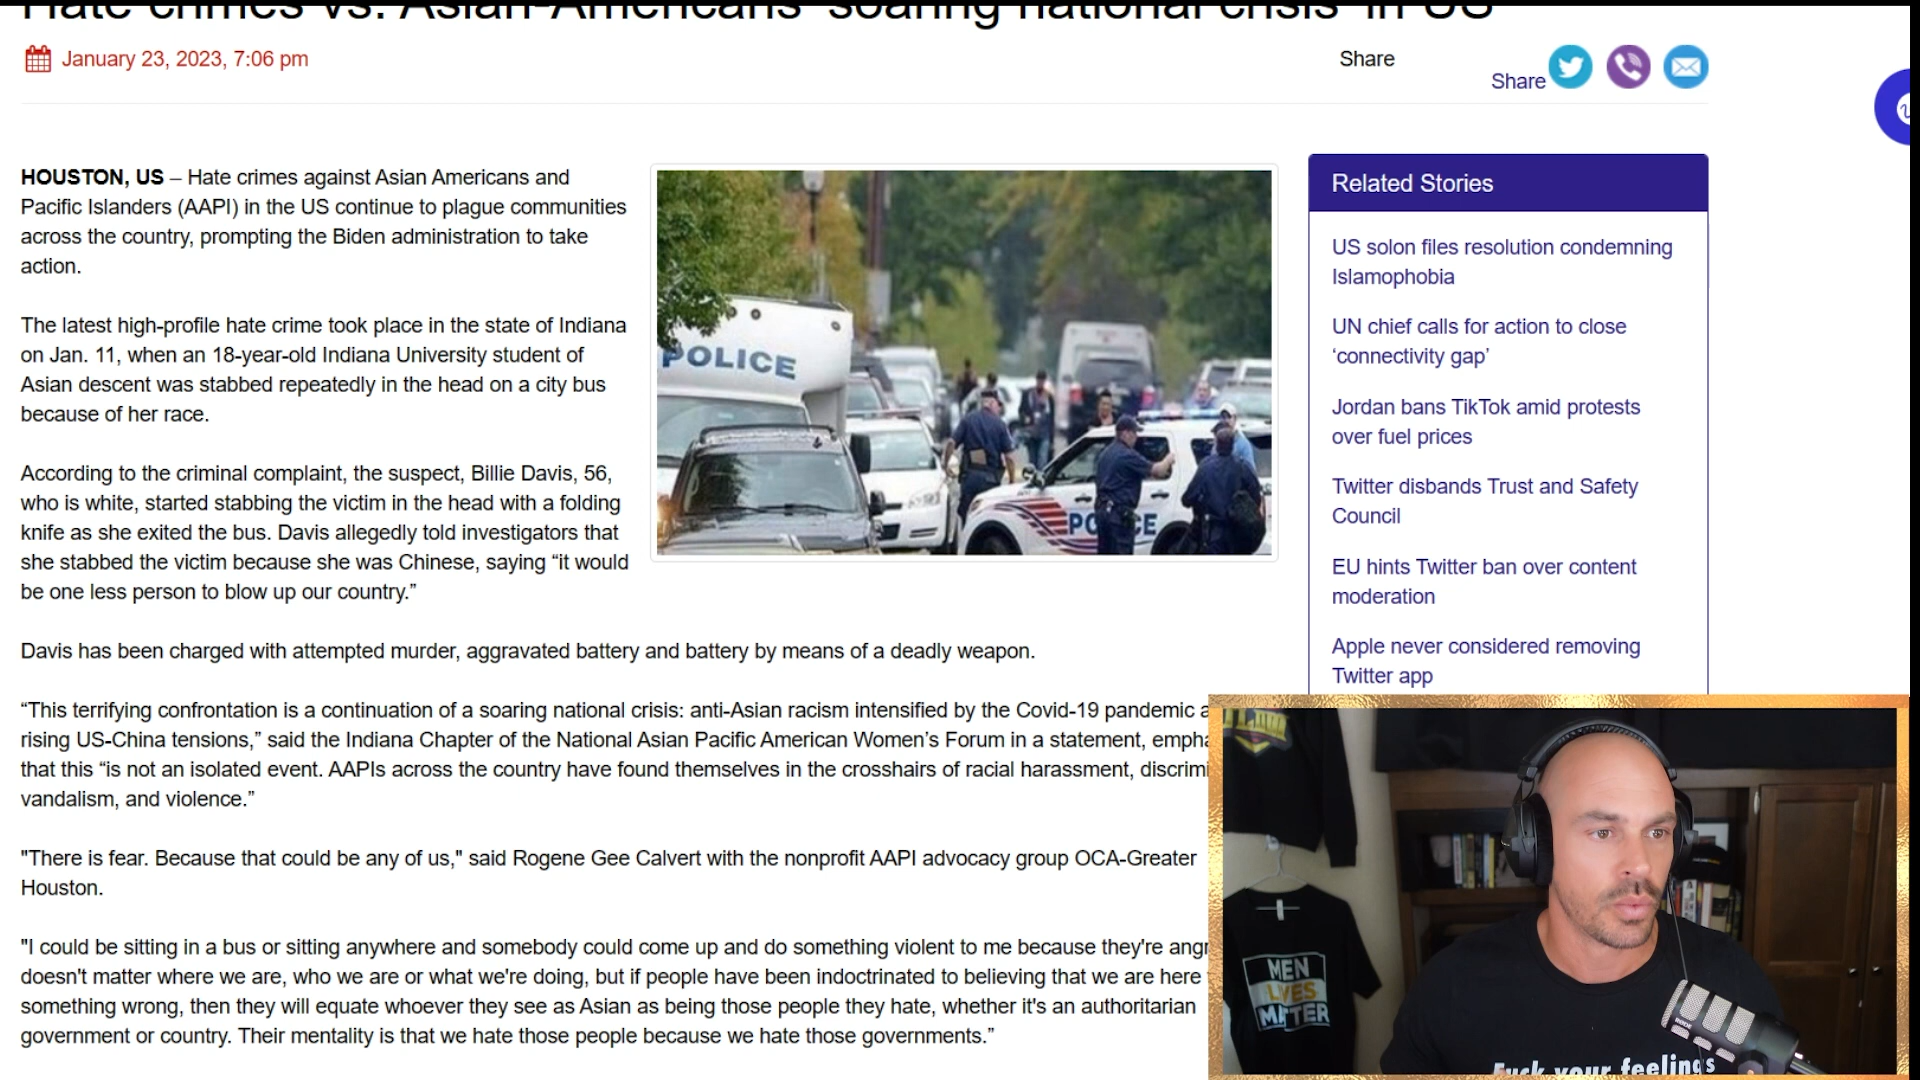 Hate crimes vs. Asian-Americans 'soaring national crisis' in US
January 23, 2023, 7:06 pm
Share
Share
HOUSTON, US – Hate crimes against Asian Americans and
Pacific Islanders (AAPI) in the US continue to plague communities
across the country, prompting the Biden administration to take
action.
The latest high-profile hate crime took place in the state of Indiana
on Jan. 11, when an 18-year-old Indiana University student of
Asian descent was stabbed repeatedly in the head on a city bus
because of her race.
According to the criminal complaint, the suspect, Billie Davis, 56,
who is white, started stabbing the victim in the head with a folding
knife as she exited the bus. Davis allegedly told investigators that
she stabbed the victim because she was Chinese, saying “it would
be one less person to blow up our country.”
POLICE
POLICE
Davis has been charged with attempted murder, aggravated battery and battery by means of a deadly weapon.
“This terrifying confrontation is a continuation of a soaring national crisis: anti-Asian racism intensified by the Covid-19 pandemic a
rising US-China tensions,” said the Indiana Chapter of the National Asian Pacific American Women’s Forum in a statement, empha
that this “is not an isolated event. AAPIs across the country have found themselves in the crosshairs of racial harassment, discrimi
vandalism, and violence.”
"There is fear. Because that could be any of us," said Rogene Gee Calvert with the nonprofit AAPI advocacy group OCA-Greater
Houston.
"I could be sitting in a bus or sitting anywhere and somebody could come up and do something violent to me because they're angr
doesn't matter where we are, who we are or what we're doing, but if people have been indoctrinated to believing that we are here
something wrong, then they will equate whoever they see as Asian as being those people they hate, whether it's an authoritarian
government or country. Their mentality is that we hate those people because we hate those governments.”
Related Stories
US solon files resolution condemning
Islamophobia
UN chief calls for action to close
‘connectivity gap’
Jordan bans TikTok amid protests
over fuel prices
Twitter disbands Trust and Safety
Council
EU hints Twitter ban over content
moderation
Apple never considered removing
Twitter app
MEN
LIVES
MATTER
RODE
Fuck your feelings